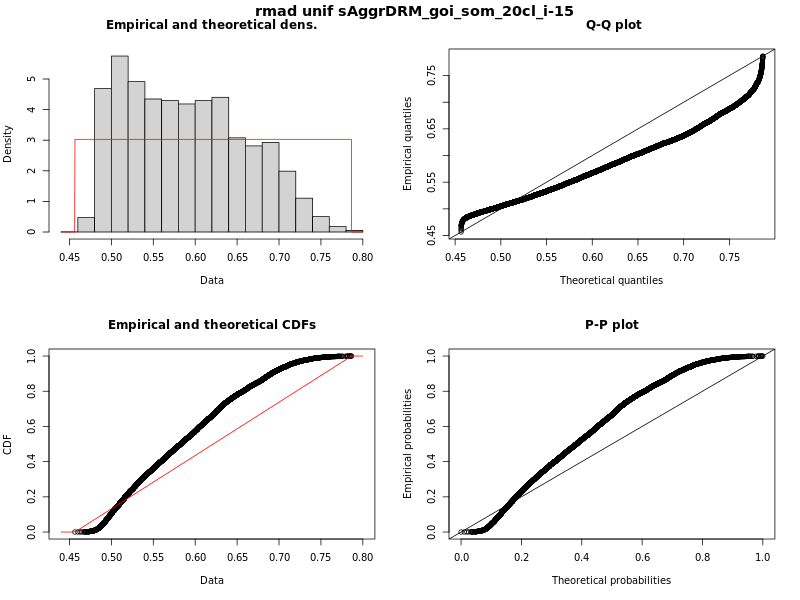 rmad unif sAggrDRM_goi_som_20cl_i-15
Empirical and theoretical dens.
Density
0 1 2 3 4 5
0.45 0.50 0.55 0.60 0.65 0.70 0.75 0.80
Data
Q-Q plot
Empirical quantiles
0.45 0.55 0.65 0.75
0.45 0.50 0.55 0.60 0.65 0.70 0.75
Theoretical quantiles
Empirical and theoretical CDFs
CDF
0.0 0.2 0.4 0.6 0.8 1.0
0.45 0.50 0.55 0.60 0.65 0.70 0.75 0.80
Data
P-P plot
Empirical probabilities
0.0 0.2 0.4 0.6 0.8 1.0
0.0 0.2 0.4 0.6 0.8 1.0
Theoretical probabilities